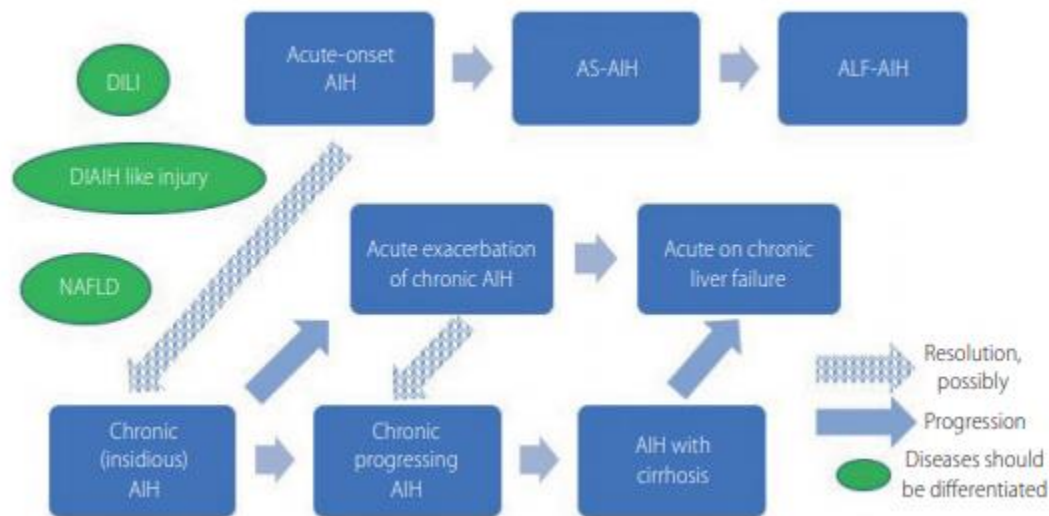 Acute-onset
AIH
AS-AIH
ALF-AIH
DILI
DIAIH like injury
NAFLD
Acute exacerbation
of chronic AIH
Acute on chronic
liver failure
Chronic
(insidious)
AIH
Chronic
progressing
AIH
AIH with
cirrhosis
Resolution,
possibly
Progression
Diseases should
be differentiated